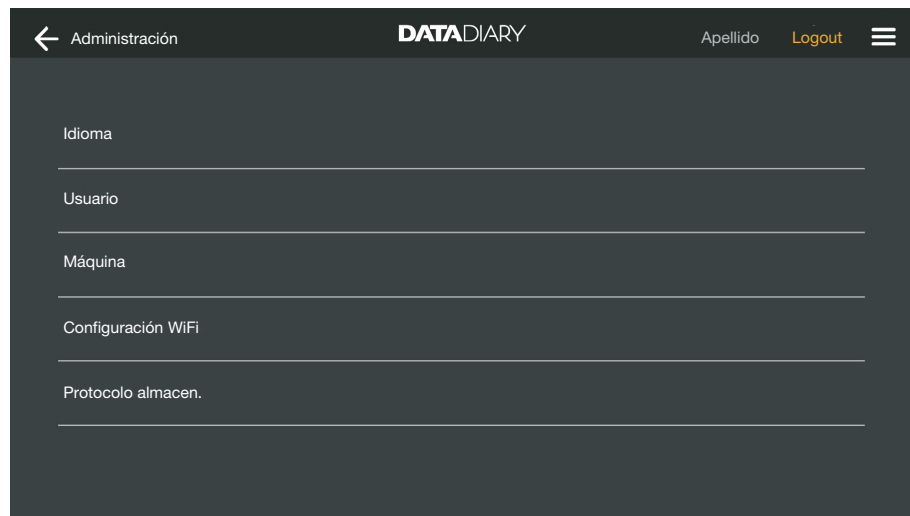 Administración DATADIARY Apellido Logout
Idioma
Usuario
Máquina
Configuración WiFi
Protocolo almacen.